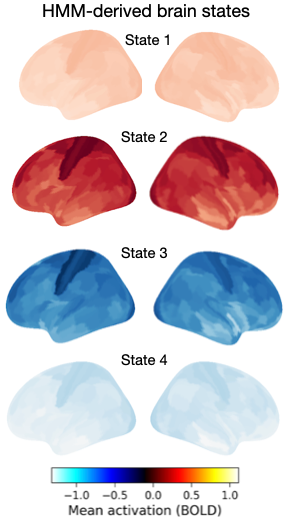 HMM-derived brain states
State 1
State 2
State 3
State 4
−1.0 −0.5 0.0 0.5 1.0
Mean activation (BOLD)